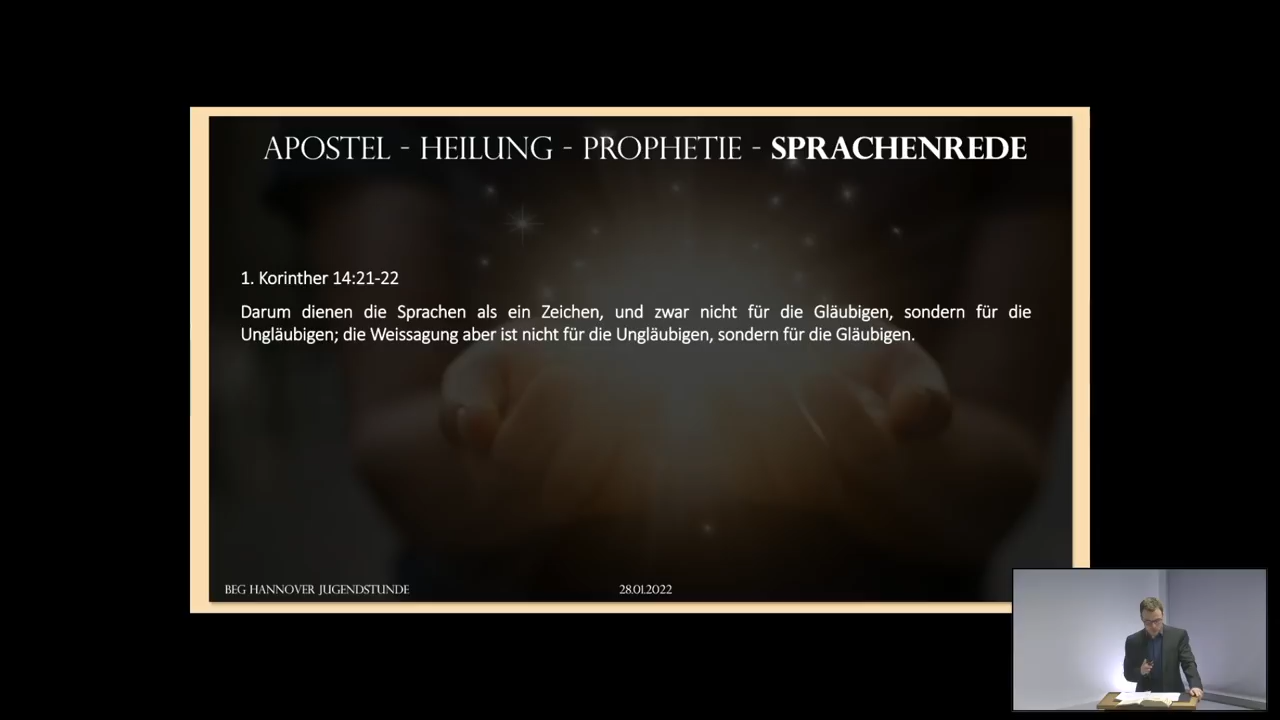 APOSTEL - HEILUNG - PROPHETIE - SPRACHENREDE
1. Korinther 14:21-22
Darum dienen die Sprachen als ein Zeichen, und zwar nicht für die Gläubigen, sondern für die
Ungläubigen; die Weissagung aber ist nicht für die Ungläubigen, sondern für die Gläubigen.
BEG HANNOVER JUGENDSTUNDE
28.01.2022